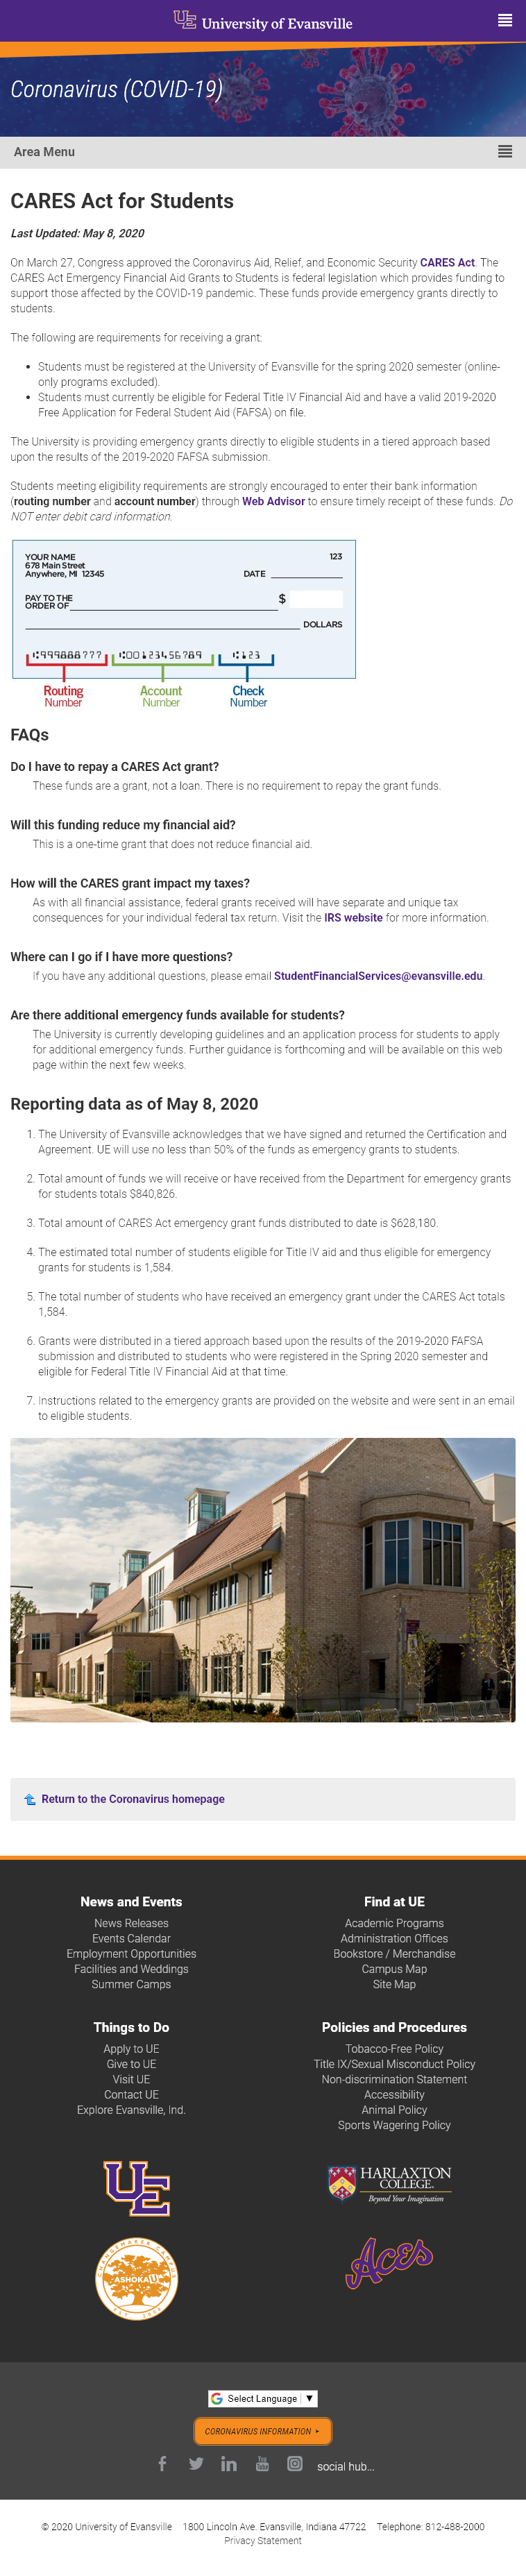 University of Evansville
Coronavirus (COVID-19)
Area Menu
CARES Act for Students
Last Updated: May 8, 2020
On March 27, Congress approved the Coronavirus Aid, Relief, and Economic Security CARES Act. The
CARES Act Emergency Financial Aid Grants to Students is federal legislation which provides funding to
support those affected by the COVID-19 pandemic. These funds provide emergency grants directly to
students.
The following are requirements for receiving a grant:
• Students must be registered at the University of Evansville for the spring 2020 semester (online-
only programs excluded).
• Students must currently be eligible for Federal Title IV Financial Aid and have a valid 2019-2020
Free Application for Federal Student Aid (FAFSA) on file.
The University is providing emergency grants directly to eligible students in a tiered approach based
upon the results of the 2019-2020 FAFSA submission.
Students meeting eligibility requirements are strongly encouraged to enter their bank information
(routing number and account number) through Web Advisor to ensure timely receipt of these funds. Do
NOT enter debit card information.
YOUR NAME
678 Main Street
Anywhere, MI 12345
123
DATE
PAY TO THE
ORDER OF
$
DOLLARS
Routing
Number
Account
Number
Check
Number
FAQs
Do I have to repay a CARES Act grant?
These funds are a grant, not a loan. There is no requirement to repay the grant funds.
Will this funding reduce my financial aid?
This is a one-time grant that does not reduce financial aid.
How will the CARES grant impact my taxes?
As with all financial assistance, federal grants received will have separate and unique tax
consequences for your individual federal tax return. Visit the IRS website for more information.
Where can I go if I have more questions?
If you have any additional questions, please email StudentFinancialServices@evansville.edu.
Are there additional emergency funds available for students?
The University is currently developing guidelines and an application process for students to apply
for additional emergency funds. Further guidance is forthcoming and will be available on this web
page within the next few weeks.
Reporting data as of May 8, 2020
1. The University of Evansville acknowledges that we have signed and returned the Certification and
Agreement. UE will use no less than 50% of the funds as emergency grants to students.
2. Total amount of funds we will receive or have received from the Department for emergency grants
for students totals $840,826.
3. Total amount of CARES Act emergency grant funds distributed to date is $628,180.
4. The estimated total number of students eligible for Title IV aid and thus eligible for emergency
grants for students is 1,584.
5. The total number of students who have received an emergency grant under the CARES Act totals
1,584.
6. Grants were distributed in a tiered approach based upon the results of the 2019-2020 FAFSA
submission and distributed to students who were registered in the Spring 2020 semester and
eligible for Federal Title IV Financial Aid at that time.
7. Instructions related to the emergency grants are provided on the website and were sent in an email
to eligible students.
Return to the Coronavirus homepage
News and Events
News Releases
Events Calendar
Employment Opportunities
Facilities and Weddings
Summer Camps
Find at UE
Academic Programs
Administration Offices
Bookstore / Merchandise
Campus Map
Site Map
Things to Do
Apply to UE
Give to UE
Visit UE
Contact UE
Explore Evansville, Ind.
Policies and Procedures
Tobacco-Free Policy
Title IX/Sexual Misconduct Policy
Non-discrimination Statement
Accessibility
Animal Policy
Sports Wagering Policy
UE
HARLAXTON
COLLEGE
Beyond Your Imagination
CHANGEMAKER CAMPUS
ASHOKA U
Aces
Select Language ▼
CORONAVIRUS INFORMATION
You
Tube
social hub...
© 2020 University of Evansville 1800 Lincoln Ave. Evansville, Indiana 47722 Telephone: 812-488-2000
Privacy Statement